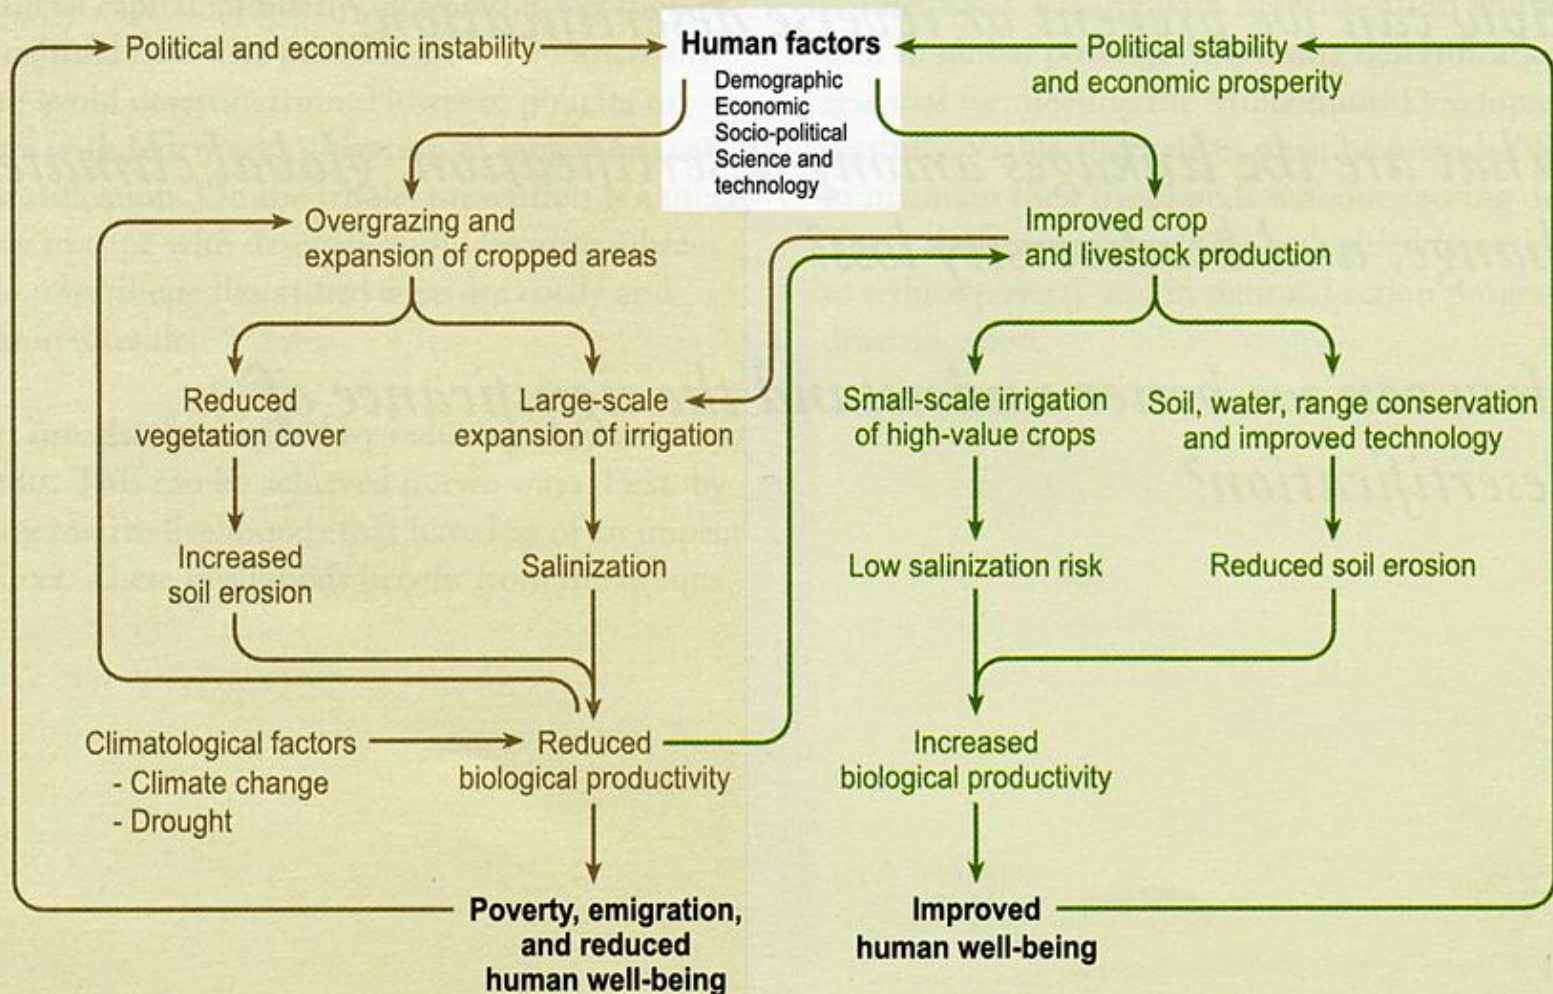 Political and economic instability
Human factors
Demographic
Economic
Socio-political
Science and
technology
Political stability
and economic prosperity
Overgrazing and
expansion of cropped areas
Improved crop
and livestock production
Reduced
vegetation cover
Large-scale
expansion of irrigation
Small-scale irrigation
of high-value crops
Soil, water, range conservation
and improved technology
Increased
soil erosion
Salinization
Low salinization risk
Reduced soil erosion
Climatological factors
- Climate change
- Drought
Reduced
biological productivity
Increased
biological productivity
Poverty, emigration,
and reduced
human well-being
Improved
human well-being